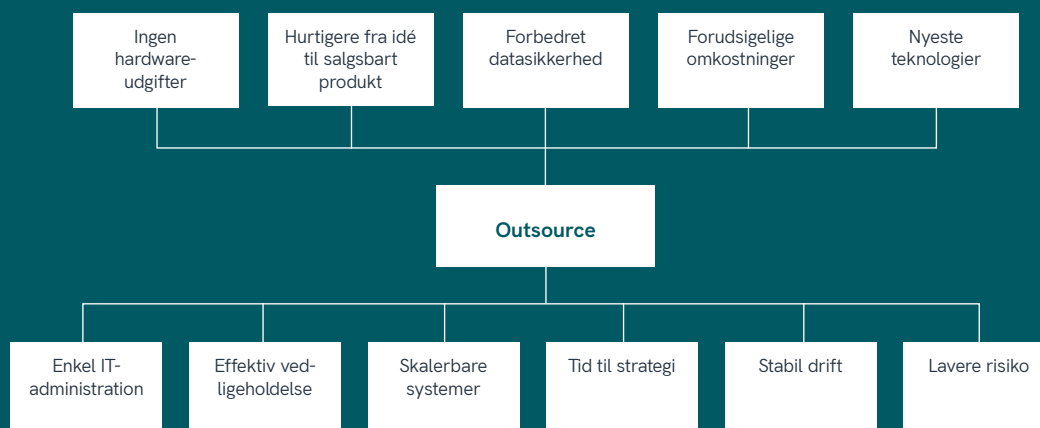 Ingen
hardware-
udgifter
Hurtigere fra idé
til salgsbart
produkt
Forbedret
datasikkerhed
Forudsigelige
omkostninger
Nyeste
teknologier
Outsource
Enkel IT-
administration
Effektiv ved-
ligeholdelse
Skalerbare
systemer
Tid til strategi
Stabil drift
Lavere risiko